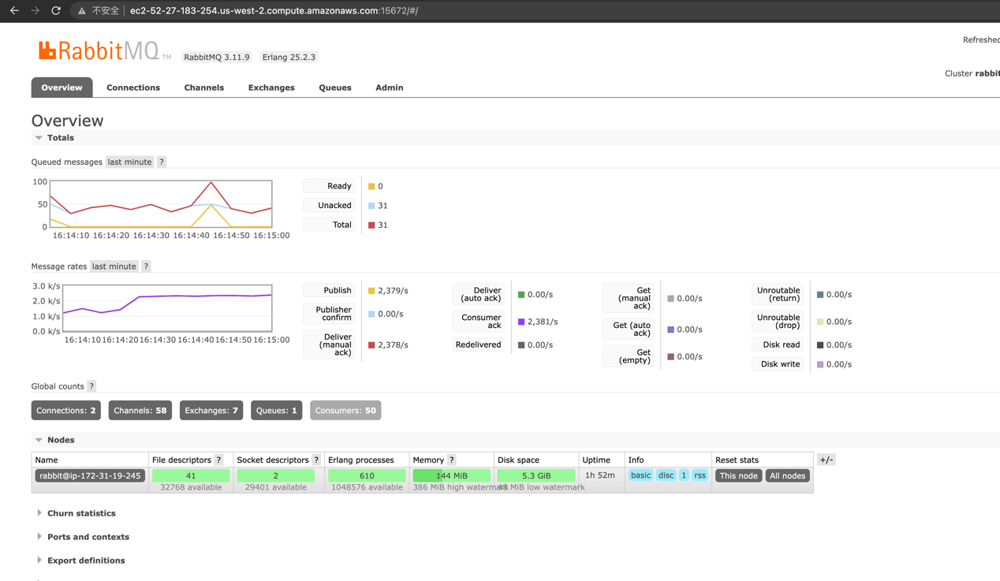 不安全 ec2-52-27-183-254.us-west-2.compute.amazonaws.com:15672/#/
Refreshed
RabbitMQ TM RabbitMQ 3.11.9 Erlang 25.2.3
Cluster rabbit
Overview Connections Channels Exchanges Queues Admin
Overview
Totals
Queued messages last minute ?
100
50
0
16:14:10 16:14:20 16:14:30 16:14:40 16:14:50 16:15:00
Ready 0
Unacked 31
Total 31
Message rates last minute ?
3.0 k/s
2.0 k/s
1.0 k/s
0.0 k/s
16:14:10 16:14:20 16:14:30 16:14:40 16:14:50 16:15:00
Publish 2,379/s
Publisher
confirm 0.00/s
Deliver
(manual
ack) 2,378/s
Deliver
(auto ack) 0.00/s
Consumer
ack 2,381/s
Redelivered 0.00/s
Get
(manual
ack) 0.00/s
Get (auto
ack) 0.00/s
Get
(empty) 0.00/s
Unroutable
(return) 0.00/s
Unroutable
(drop) 0.00/s
Disk read 0.00/s
Disk write 0.00/s
Global counts ?
Connections: 2 Channels: 58 Exchanges: 7 Queues: 1 Consumers: 50
Nodes
Name File descriptors ? Socket descriptors ? Erlang processes Memory ? Disk space Uptime Info Reset stats +/-
rabbit@ip-172-31-19-245 41 2 610 144 MiB 5.3 GiB 1h 52m basic disc 1 rss This node All nodes
32768 available 29401 available 1048576 available 386 MiB high watermark 48 MiB low watermark
Churn statistics
Ports and contexts
Export definitions